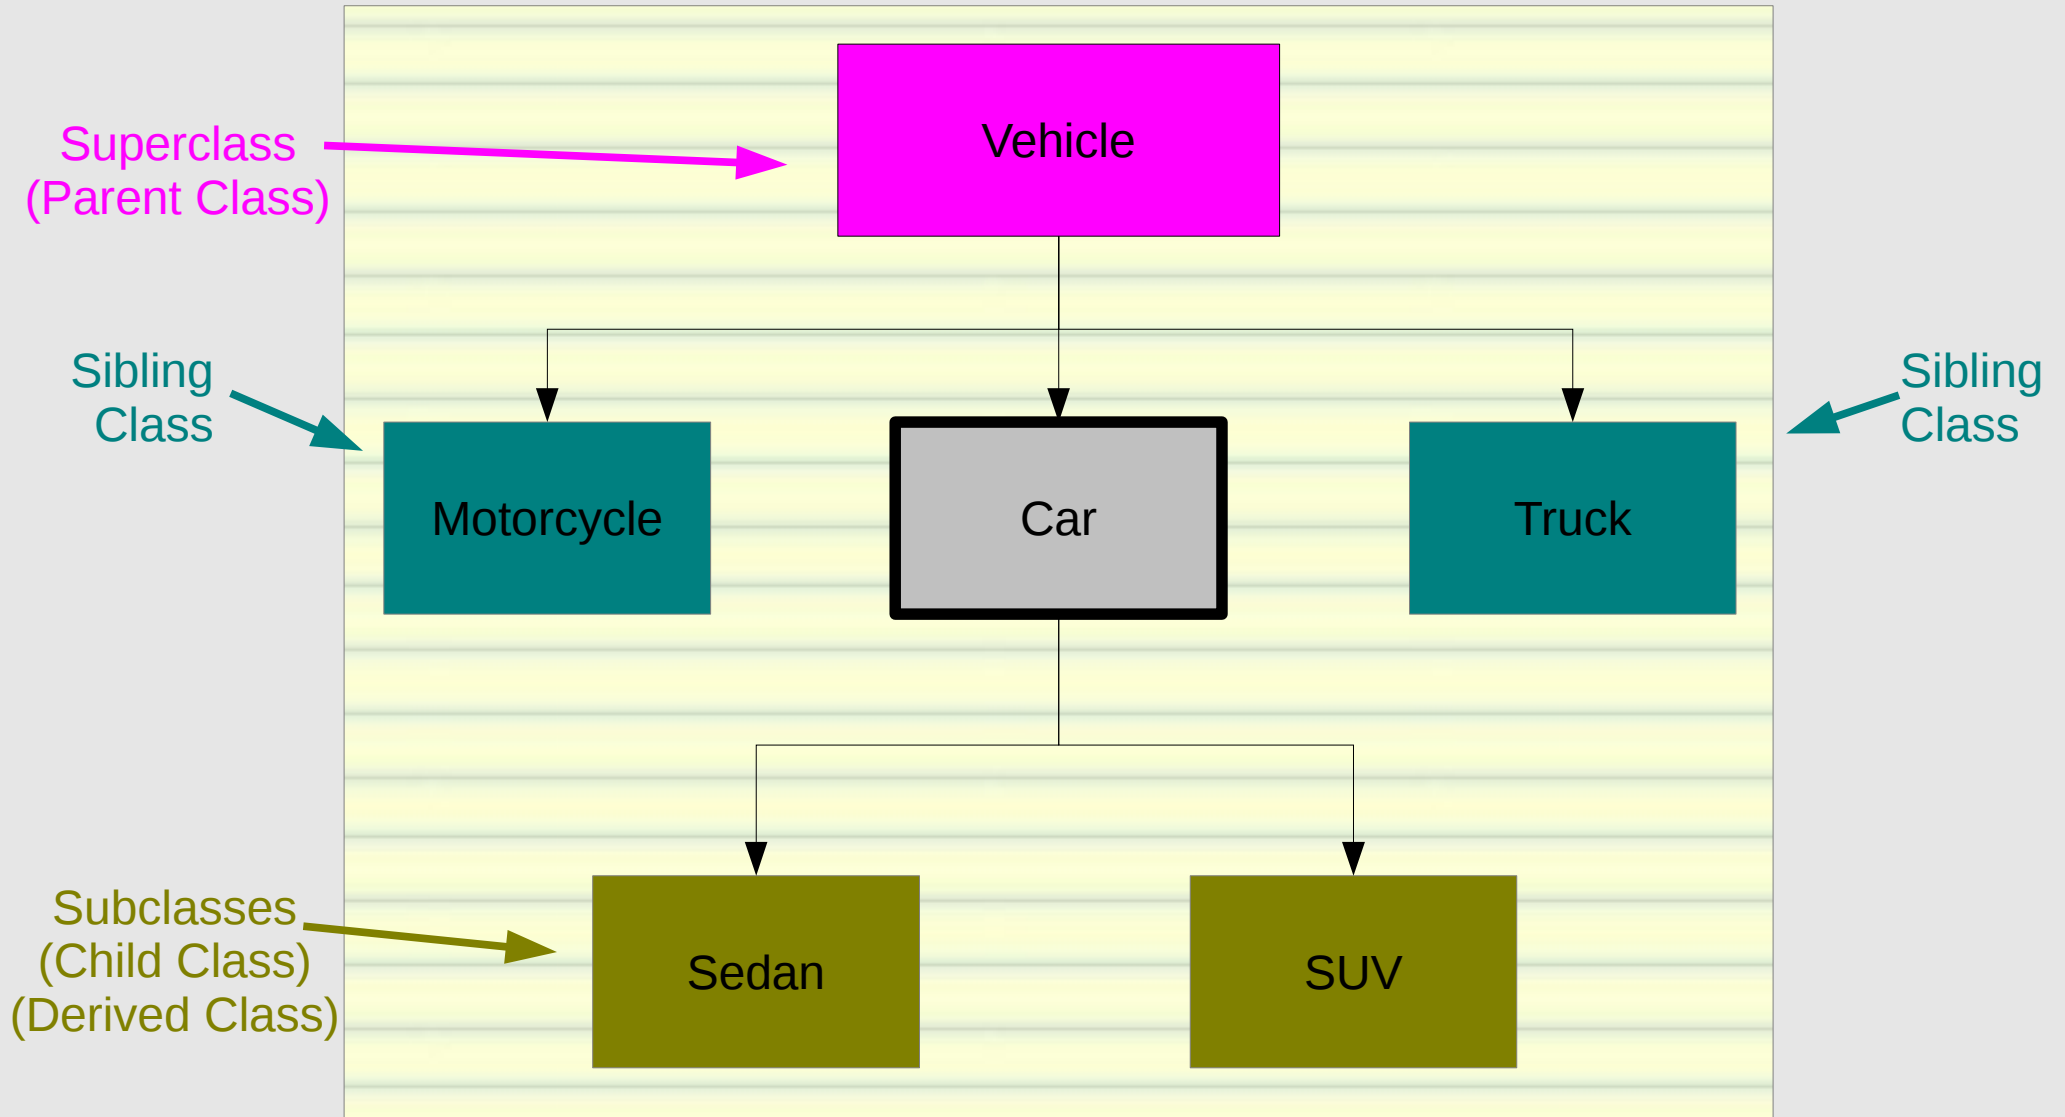 Vehicle
Superclass
(Parent Class)
Sibling
Class
Sibling
Class
Motorcycle
Car
Truck
Subclasses
(Child Class)
(Derived Class)
Sedan
SUV